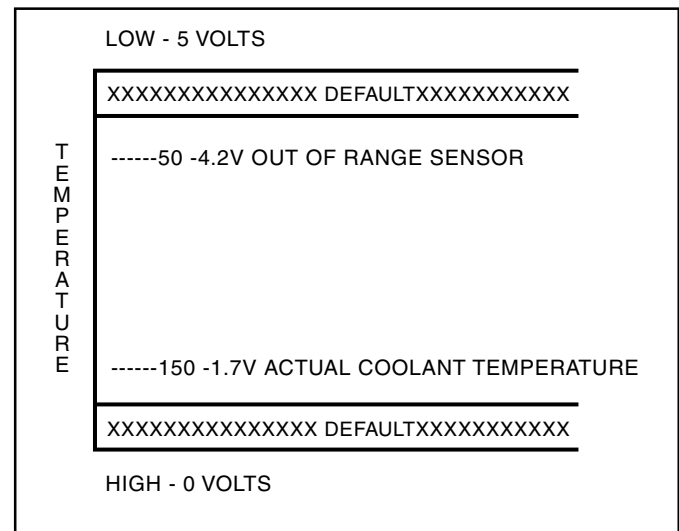 LOW - 5 VOLTS
XXXXXXXXXXXXXXX DEFAULTXXXXXXXXXXX
TEMPERATURE
------50 -4.2V OUT OF RANGE SENSOR
------150 -1.7V ACTUAL COOLANT TEMPERATURE
XXXXXXXXXXXXXXX DEFAULTXXXXXXXXXXX
HIGH - 0 VOLTS